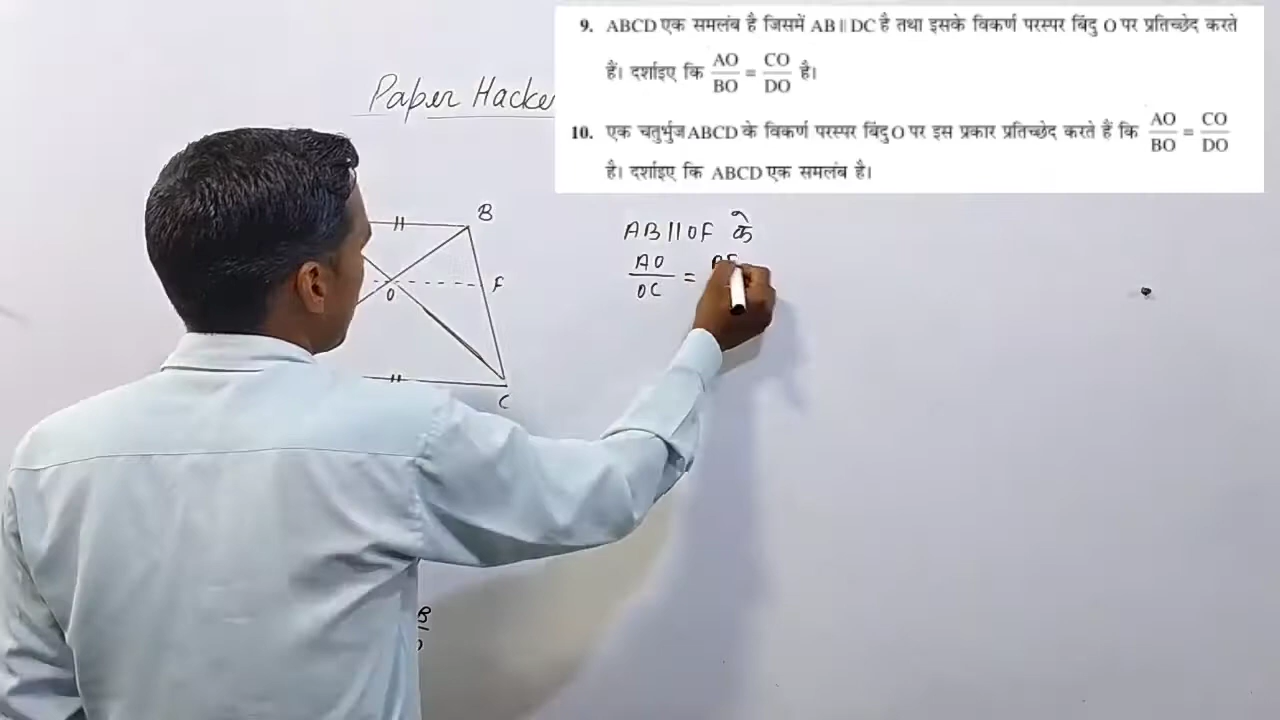 9. ABCD एक समलंब है जिसमें AB || DC है तथा इसके विकर्ण परस्पर बिंदु O पर प्रतिच्छेद करते
हैं। दर्शाइए कि AO/BO = CO/DO है।
10. एक चतुर्भुज ABCD के विकर्ण परस्पर बिंदु O पर इस प्रकार प्रतिच्छेद करते हैं कि AO/BO = CO/DO
है। दर्शाइए कि ABCD एक समलंब है।
Paper Hacke
B
O
F
C
AB || OF के
AO/OC =
B